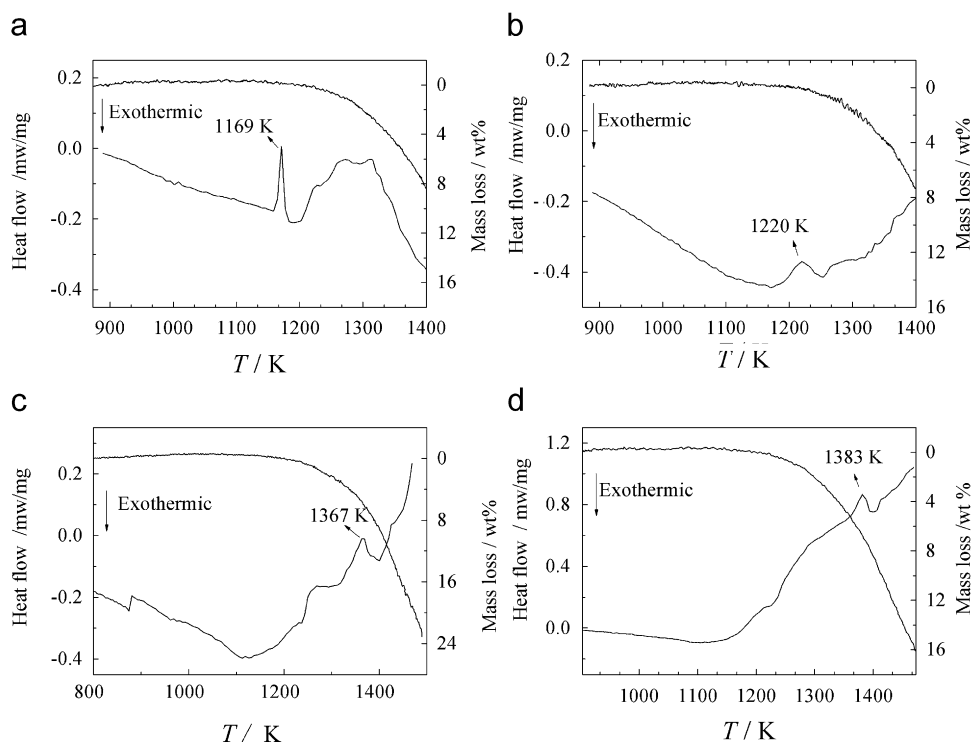 a
Heat flow /mw/mg
0.2
0.0
-0.2
-0.4
Exothermic
1169 K
0
4
8
12
16
Mass loss / wt%
900 1000 1100 1200 1300 1400
T / K
b
Heat flow /mw/mg
0.2
0.0
-0.2
-0.4
Exothermic
1220 K
0
4
8
12
16
Mass loss / wt%
900 1000 1100 1200 1300 1400
T / K
c
Heat flow /mw/mg
0.2
0.0
-0.2
-0.4
Exothermic
1367 K
0
8
16
24
Mass loss / wt%
800 1000 1200 1400
T / K
d
Heat flow / mw/mg
1.2
0.8
0.4
0.0
Exothermic
1383 K
0
4
8
12
16
Mass loss /wt %
1000 1100 1200 1300 1400
T / K